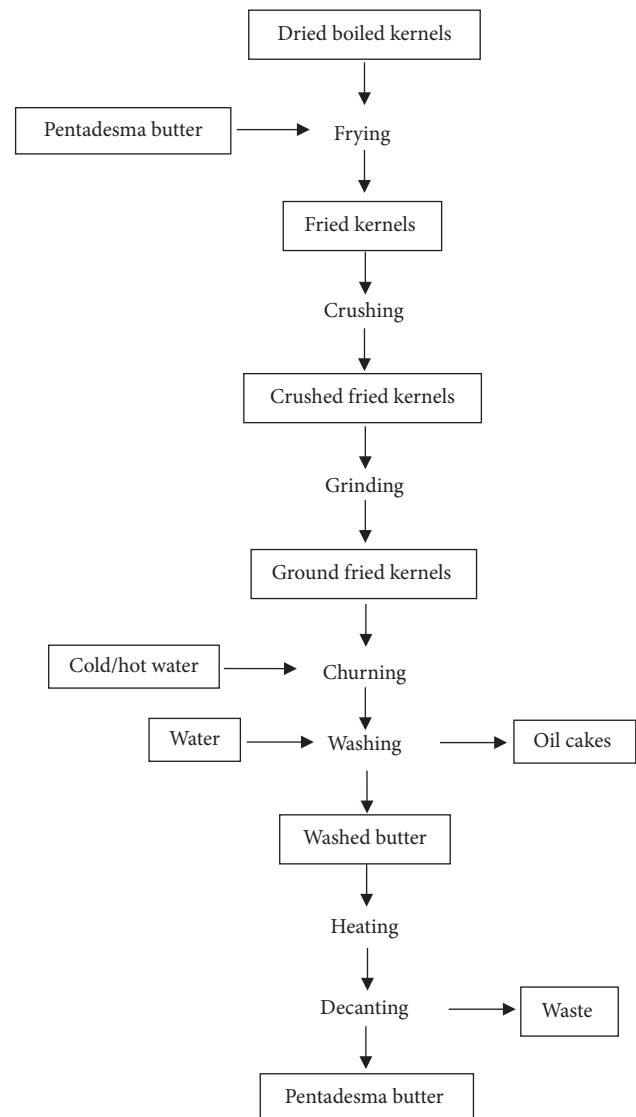 Dried boiled kernels
Pentadesma butter
Frying
Fried kernels
Crushing
Crushed fried kernels
Grinding
Ground fried kernels
Cold/hot water
Churning
Water
Washing
Oil cakes
Washed butter
Heating
Decanting
Waste
Pentadesma butter